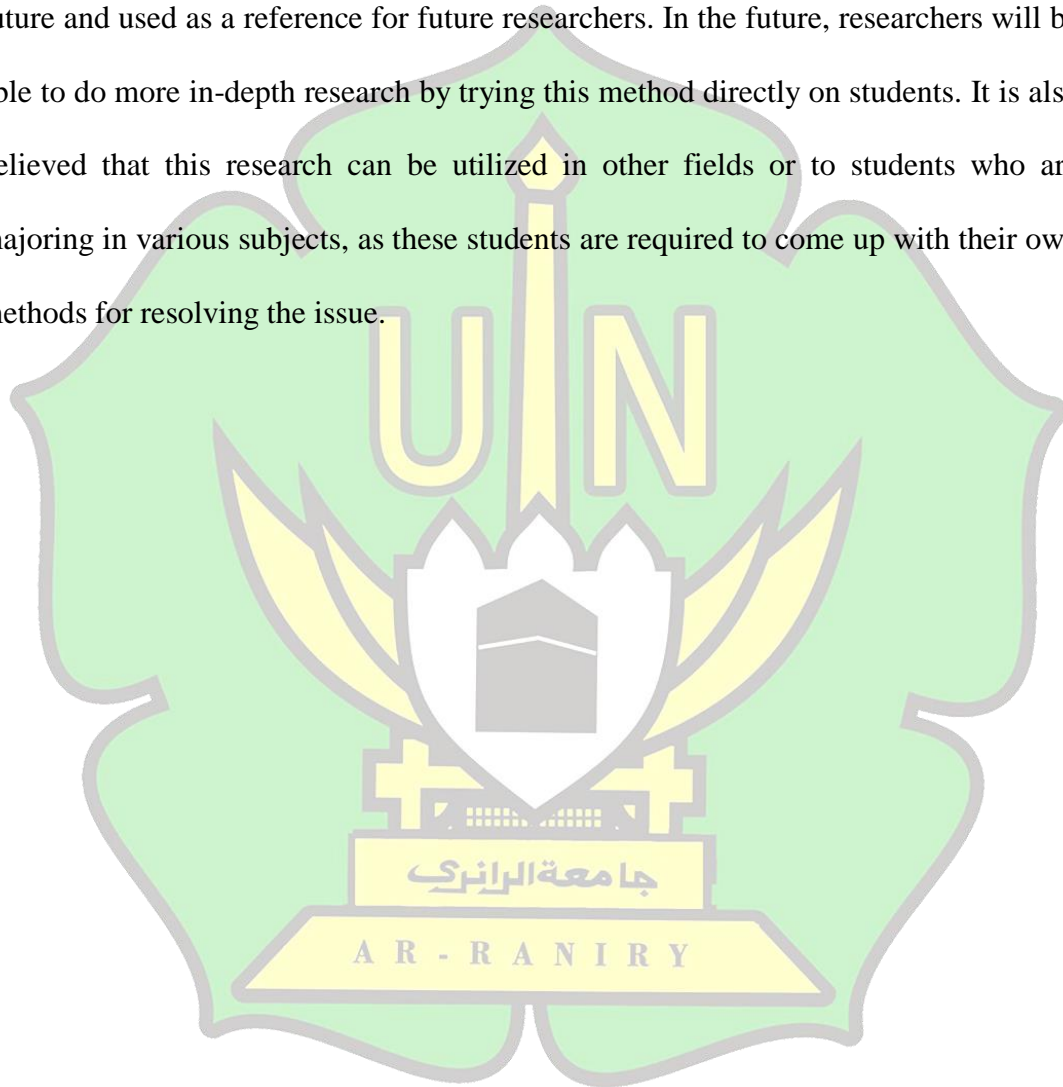 uture and used as a reference for future researchers. In the future, researchers will b
ble to do more in-depth research by trying this method directly on students. It is als
elieved that this research can be utilized in other fields or to students who ar
najoring in various subjects, as these students are required to come up with their ow
nethods for resolving the issue.
U I N
جامعة الرانري
AR-RANIRY